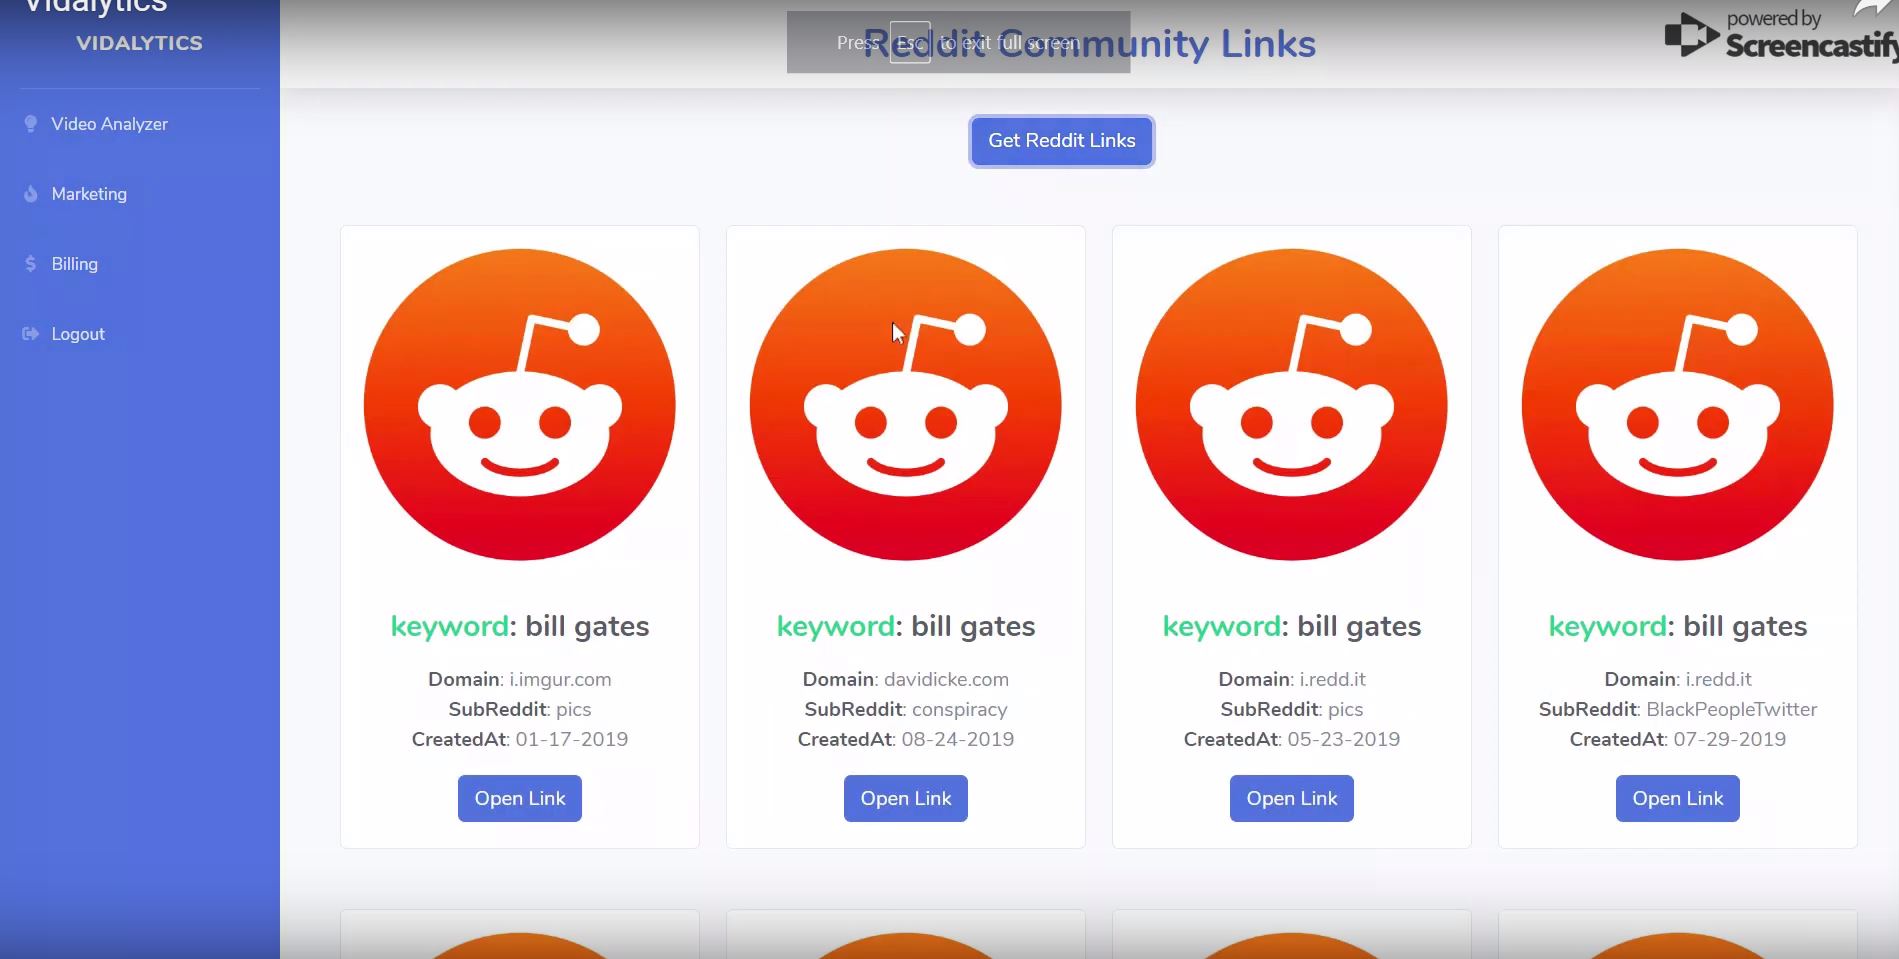 Vidalytics
VIDALYTICS
Video Analyzer
Marketing
Billing
Logout
Press Esc to exit full screen
Reddit Community Links
powered by
Screencastify
Get Reddit Links
keyword: bill gates
Domain: i.imgur.com
SubReddit: pics
CreatedAt: 01-17-2019
Open Link
keyword: bill gates
Domain: davidicke.com
SubReddit: conspiracy
CreatedAt: 08-24-2019
Open Link
keyword: bill gates
Domain: i.redd.it
SubReddit: pics
CreatedAt: 05-23-2019
Open Link
keyword: bill gates
Domain: i.redd.it
SubReddit: BlackPeopleTwitter
CreatedAt: 07-29-2019
Open Link